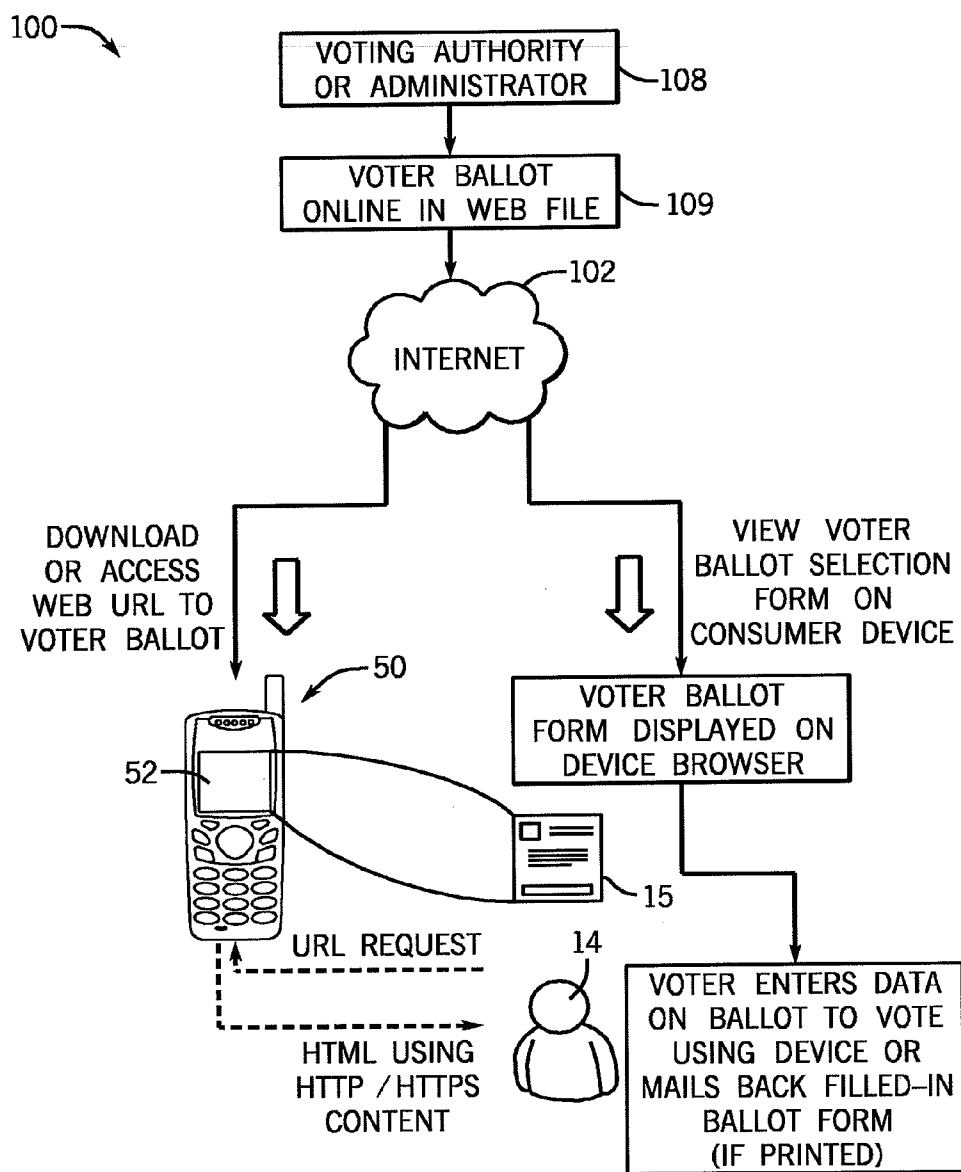 100
VOTING AUTHORITY
OR ADMINISTRATOR
108
VOTER BALLOT
ONLINE IN WEB FILE
109
102
INTERNET
DOWNLOAD
OR ACCESS
WEB URL TO
VOTER BALLOT
VIEW VOTER
BALLOT SELECTION
FORM ON
CONSUMER DEVICE
50
VOTER BALLOT
FORM DISPLAYED ON
DEVICE BROWSER
52
15
URL REQUEST
14
HTML USING
HTTP / HTTPS
CONTENT
VOTER ENTERS DATA
ON BALLOT TO VOTE
USING DEVICE OR
MAILS BACK FILLED–IN
BALLOT FORM
(IF PRINTED)